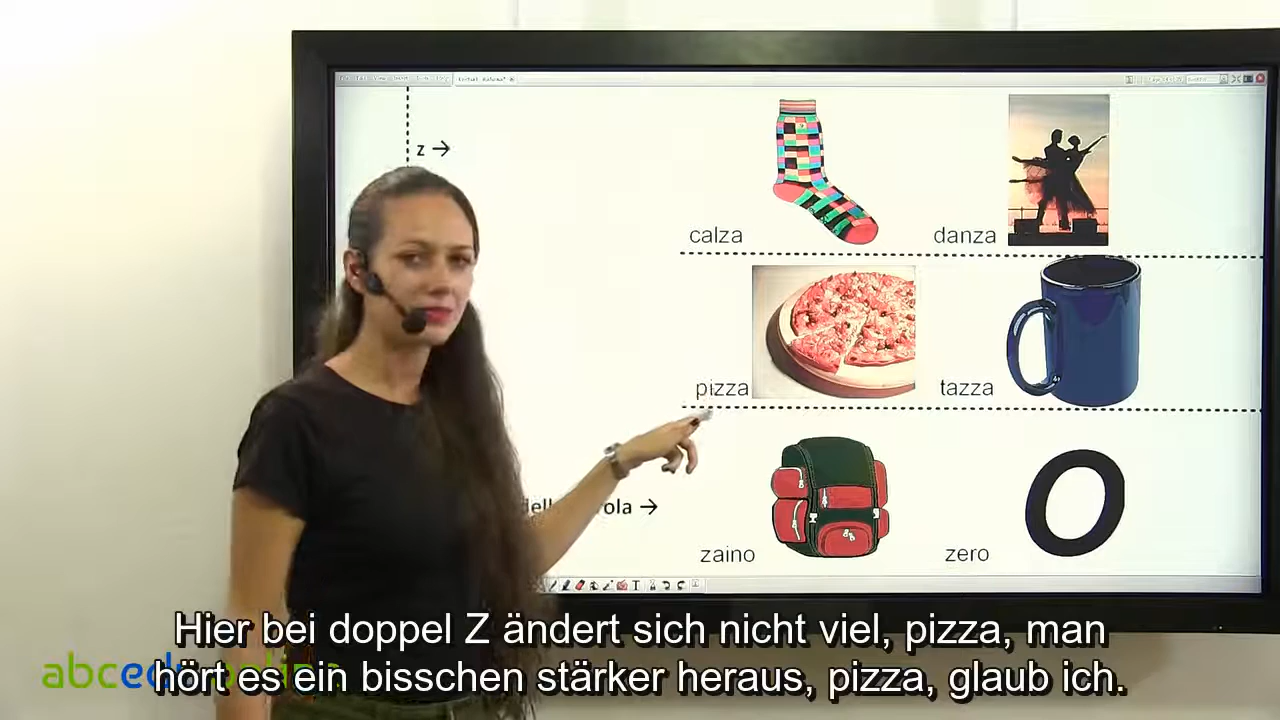 z →
calza
danza
pizza
tazza
rola →
zaino
zero
Hier bei doppel Z ändert sich nicht viel, pizza, man
hört es ein bisschen stärker heraus, pizza, glaub ich.